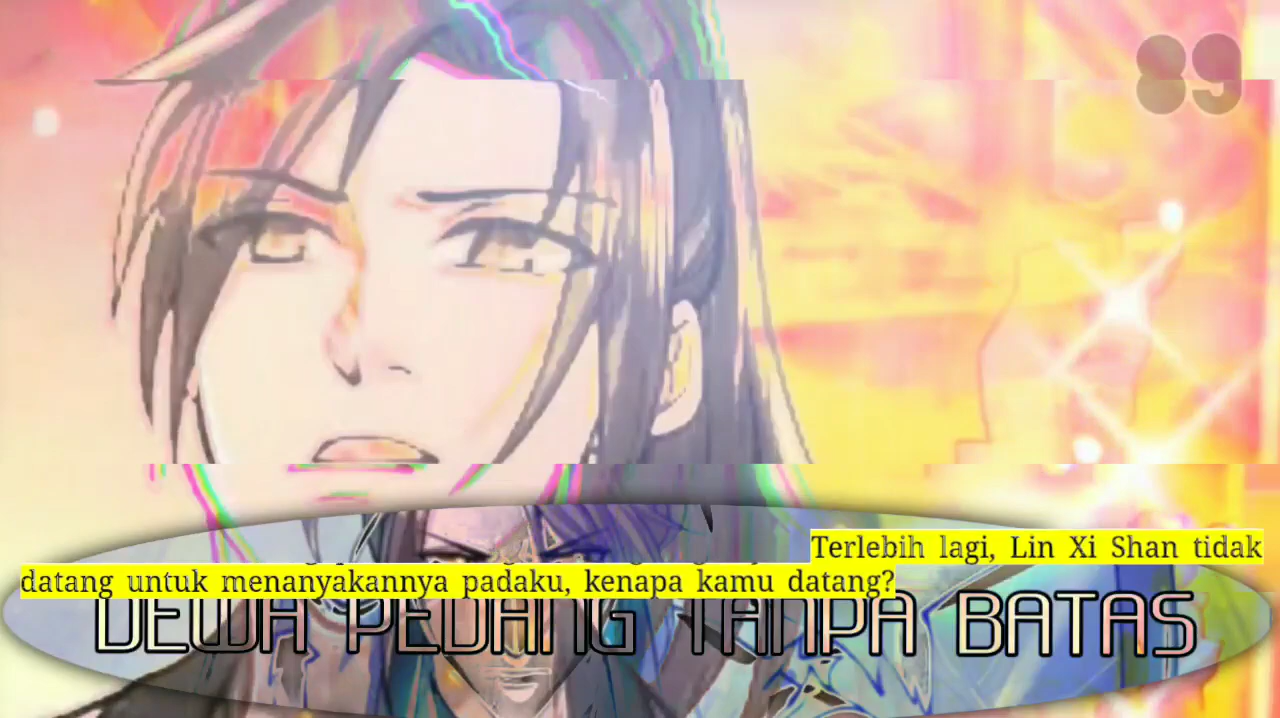 89
Terlebih lagi, Lin Xi Shan tidak
datang untuk menanyakannya padaku, kenapa kamu datang?
DEWA PEDANG TANPA BATAS